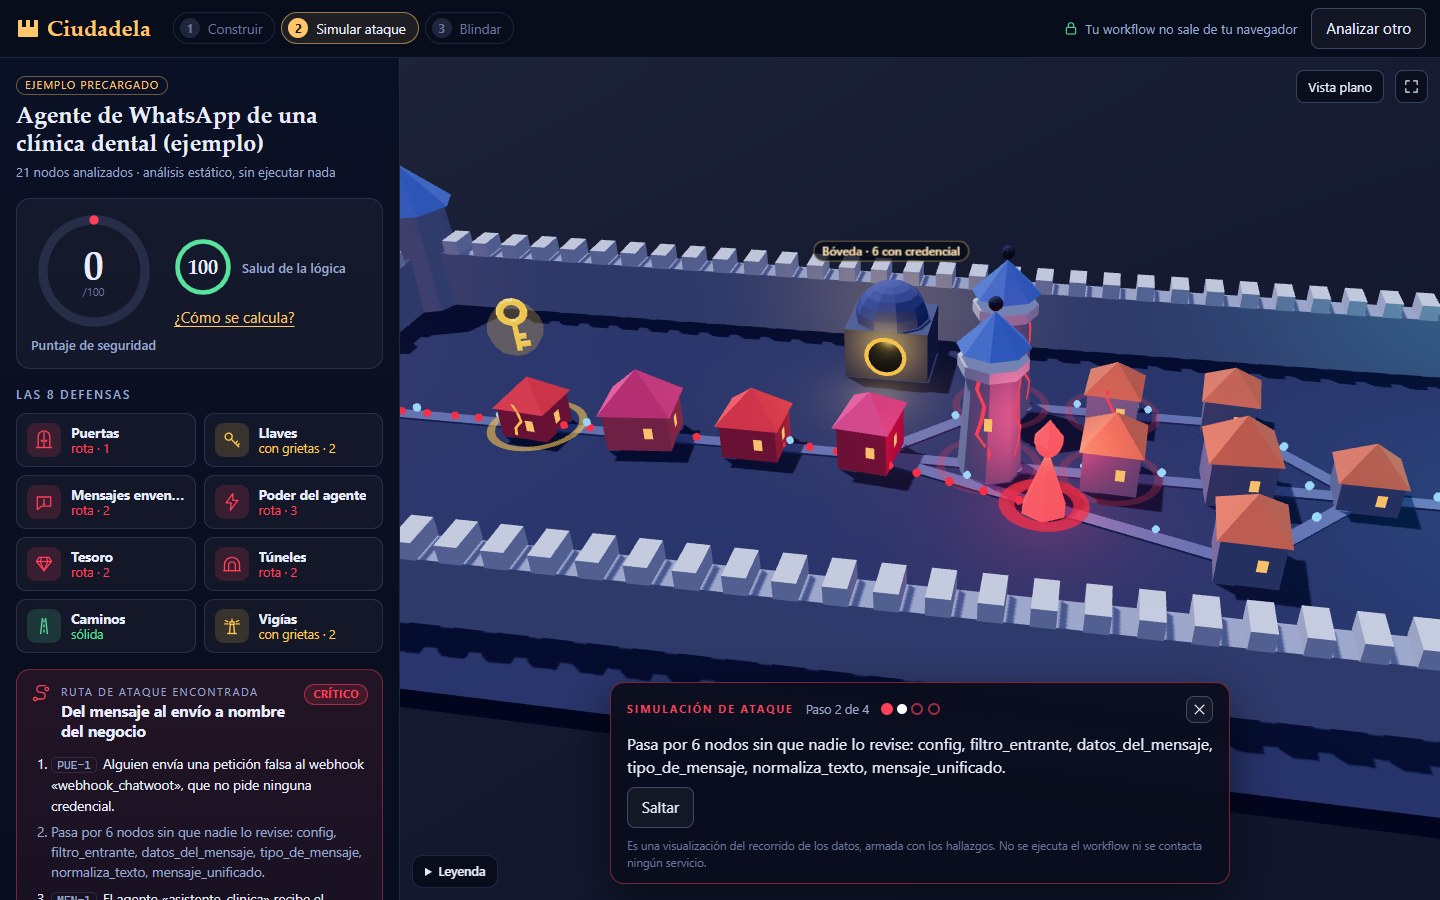 Ciudadela
1 Construir
2 Simular ataque
3 Blindar
Tu workflow no sale de tu navegador
Analizar otro
EJEMPLO PRECARGADO
Agente de WhatsApp de una
clínica dental (ejemplo)
21 nodos analizados · análisis estático, sin ejecutar nada
0
/100
Puntaje de seguridad
100
Salud de la lógica
¿Cómo se calcula?
LAS 8 DEFENSAS
Puertas
rota · 1
Llaves
con grietas · 2
Mensajes enven...
rota · 2
Poder del agente
rota · 3
Tesoro
rota · 2
Túneles
rota · 2
Caminos
sólida
Vigías
con grietas · 2
RUTA DE ATAQUE ENCONTRADA
CRÍTICO
Del mensaje al envío a nombre
del negocio
1. PUE-1 Alguien envía una petición falsa al webhook
«webhook_chatwoot», que no pide ninguna
credencial.
2. Pasa por 6 nodos sin que nadie lo revise: config,
filtro_entrante, datos_del_mensaje, tipo_de_mensaje,
normaliza_texto, mensaje_unificado.
3. MEN-1 El agente «asistente_clinica» recibe el
Vista plano
Bóveda · 6 con credencial
SIMULACIÓN DE ATAQUE Paso 2 de 4
Pasa por 6 nodos sin que nadie lo revise: config, filtro_entrante, datos_del_mensaje,
tipo_de_mensaje, normaliza_texto, mensaje_unificado.
Saltar
Es una visualización del recorrido de los datos, armada con los hallazgos. No se ejecuta el workflow ni se contacta
ningún servicio.
Leyenda